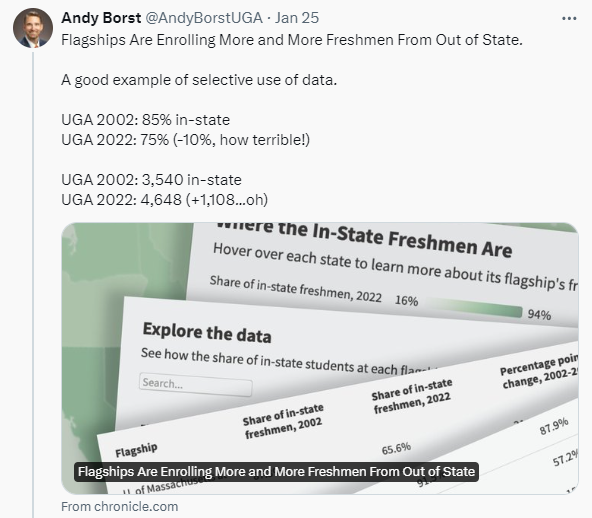 Andy Borst @AndyBorstUGA · Jan 25
Flagships Are Enrolling More and More Freshmen From Out of State.
A good example of selective use of data.
UGA 2002: 85% in-state
UGA 2022: 75% (-10%, how terrible!)
UGA 2002: 3,540 in-state
UGA 2022: 4,648 (+1,108...oh)
Where the In-State Freshmen Are
Hover over each state to learn more about its flagship's fr
Share of in-state freshmen, 2022 16% 94%
Explore the data
See how the share of in-state students at each flag
Search...
Flagship
Share of in-state
freshmen, 2002
Share of in-state
freshmen, 2022
Percentage poin
change, 2002-2
U. of Massachus
65.6%
87.9%
57.2%
Flagships Are Enrolling More and More Freshmen From Out of State
From chronicle.com